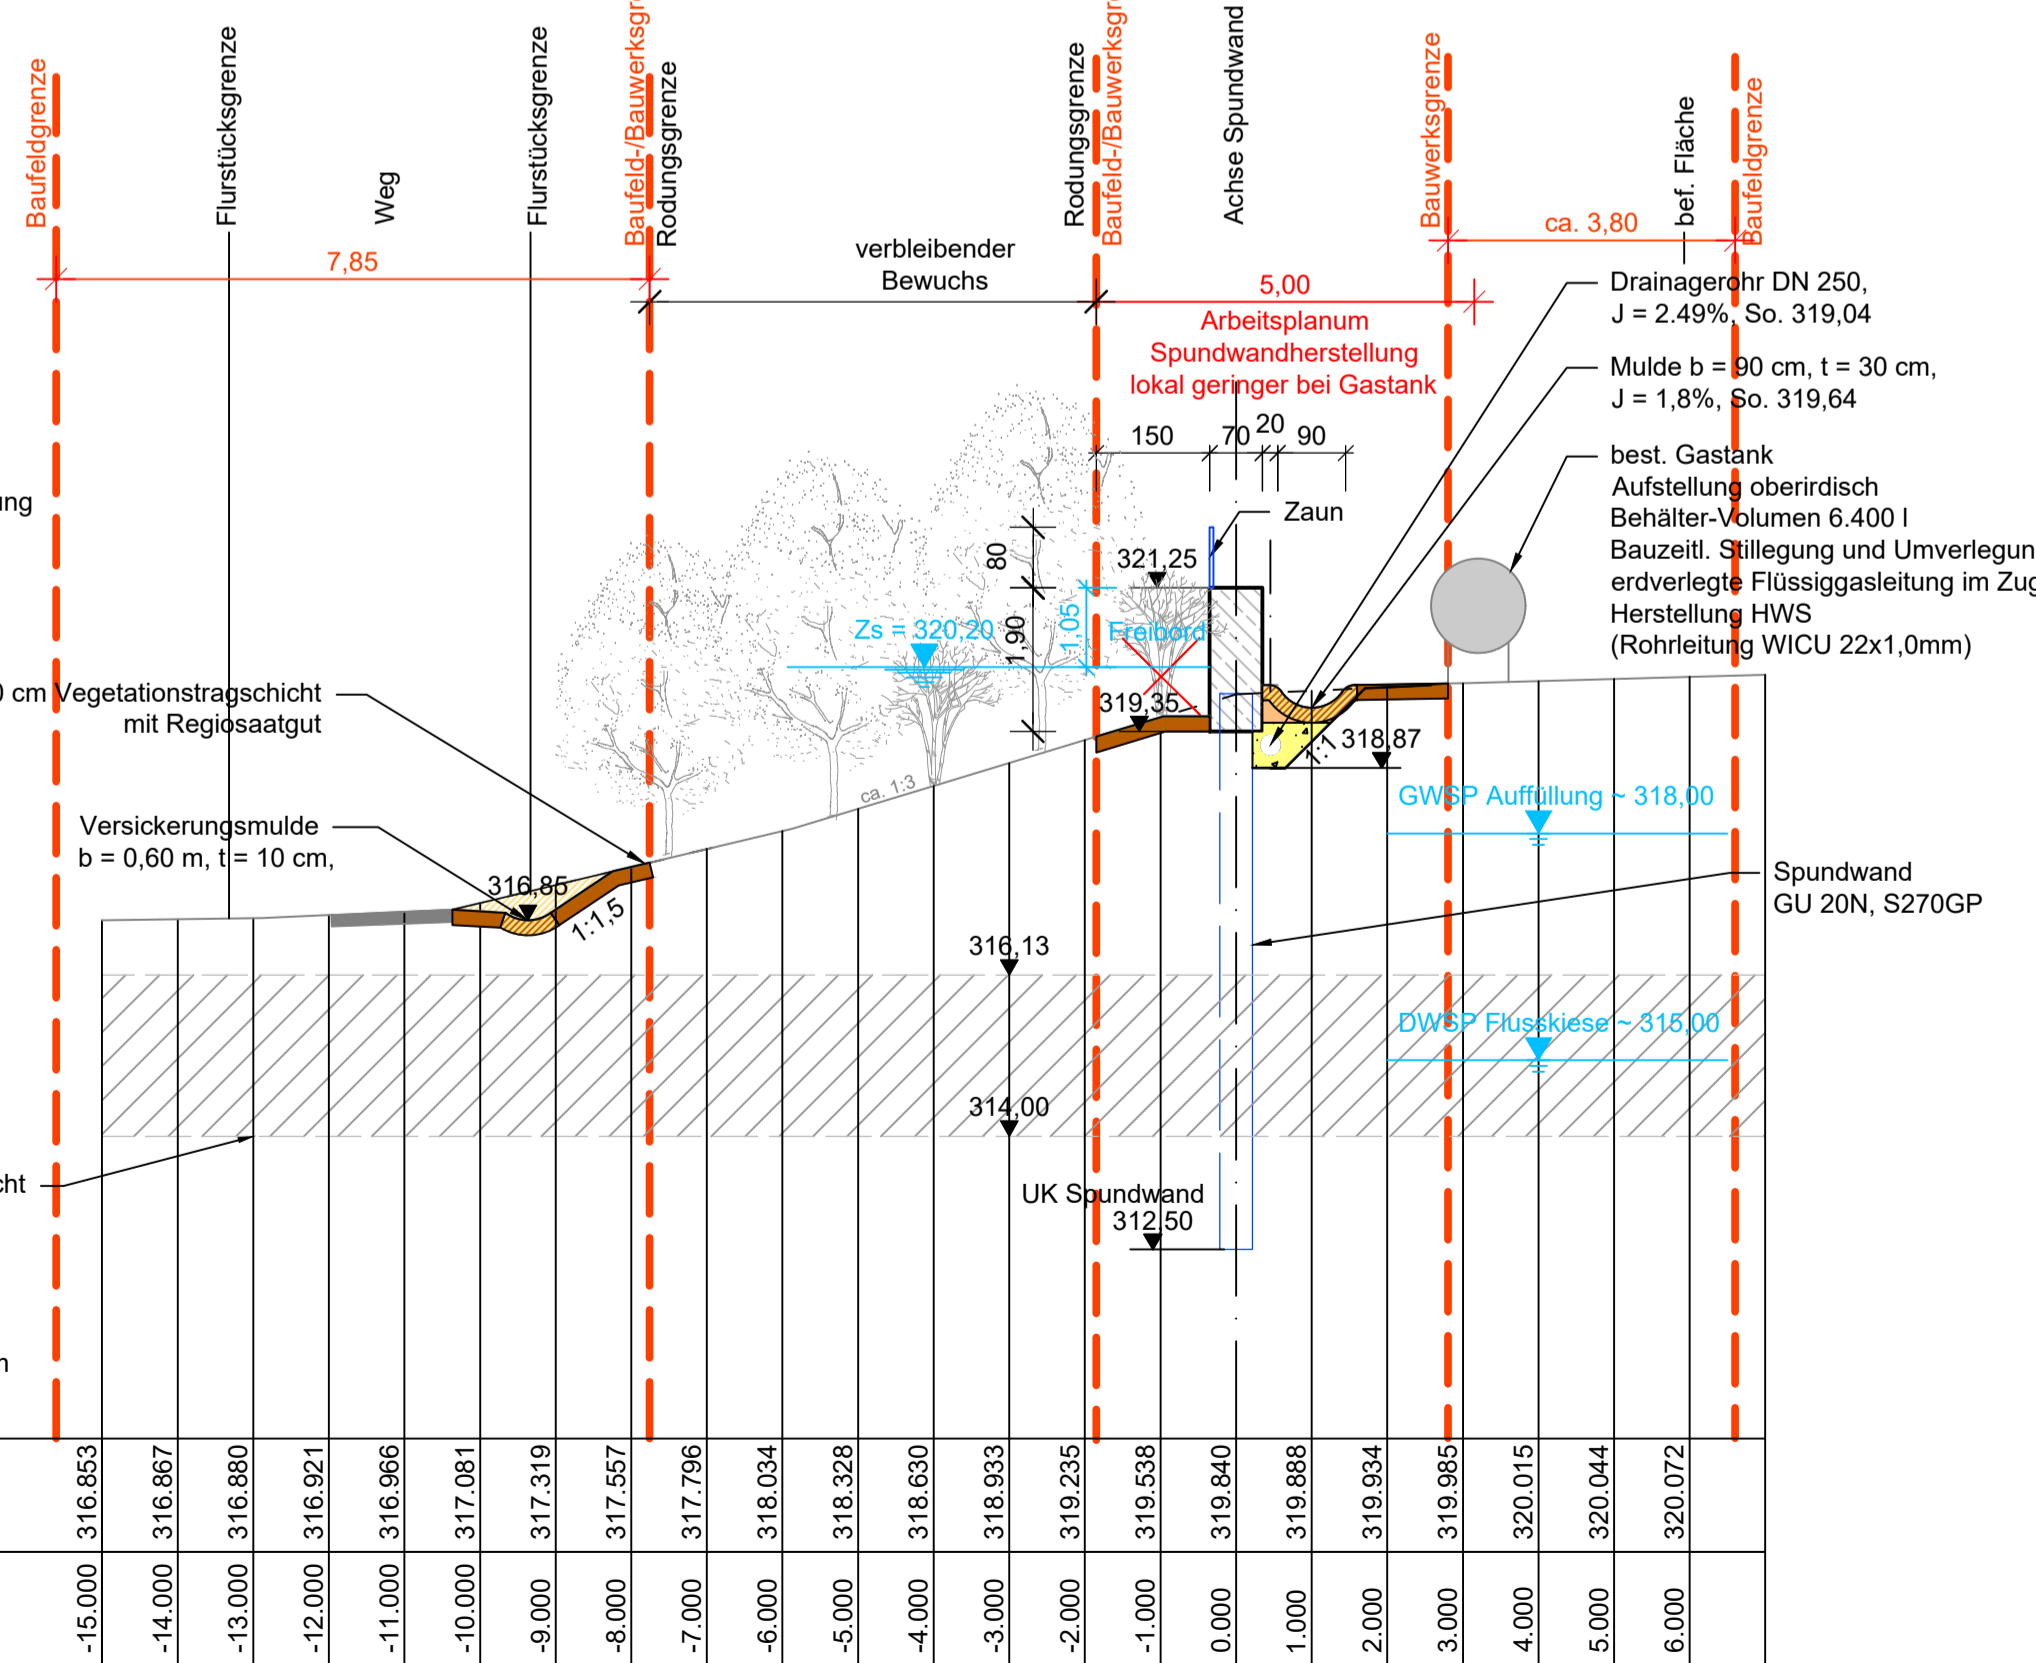 Baufeldgrenze
Flurstücksgrenze
Weg
Flurstücksgrenze
Baufeld-/Bauwerksgre
Rodungsgrenze
Rodungsgrenze
Baufeld-/Bauwerksgre
Achse Spundwand
Bauwerksgrenze
bef. Fläche
Baufeldgrenze
7,85
verbleibender
Bewuchs
5,00
Arbeitsplanum
Spundwandherstellung
lokal geringer bei Gastank
ca. 3,80
Drainagerohr DN 250,
J = 2.49%, So. 319,04
Mulde b = 90 cm, t = 30 cm,
J = 1,8%, So. 319,64
best. Gastank
Aufstellung oberirdisch
Behälter-Volumen 6.400 l
Bauzeitl. Stillegung und Umverlegun
erdverlegte Flüssiggasleitung im Zug
Herstellung HWS
(Rohrleitung WICU 22x1,0mm)
150 70 20 90
Zaun
ung
80
1,90
321,25
1,05
Freibord
Zs = 320,20
319,35
318,87
1:1
0 cm Vegetationstragschicht
mit Regiosaatgut
ca. 1:3
Versickerungsmulde
b = 0,60 m, t = 10 cm,
316,85
1:1,5
GWSP Auffüllung ~ 318,00
Spundwand
GU 20N, S270GP
316,13
DWSP Flusskiese ~ 315,00
314,00
cht
UK Spundwand
312,50
316.853 316.867 316.880 316.921 316.966 317.081 317.319 317.557 317.796 318.034 318.328 318.630 318.933 319.235 319.538 319.840 319.888 319.934 319.985 320.015 320.044 320.072
-15.000 -14.000 -13.000 -12.000 -11.000 -10.000 -9.000 -8.000 -7.000 -6.000 -5.000 -4.000 -3.000 -2.000 -1.000 0.000 1.000 2.000 3.000 4.000 5.000 6.000